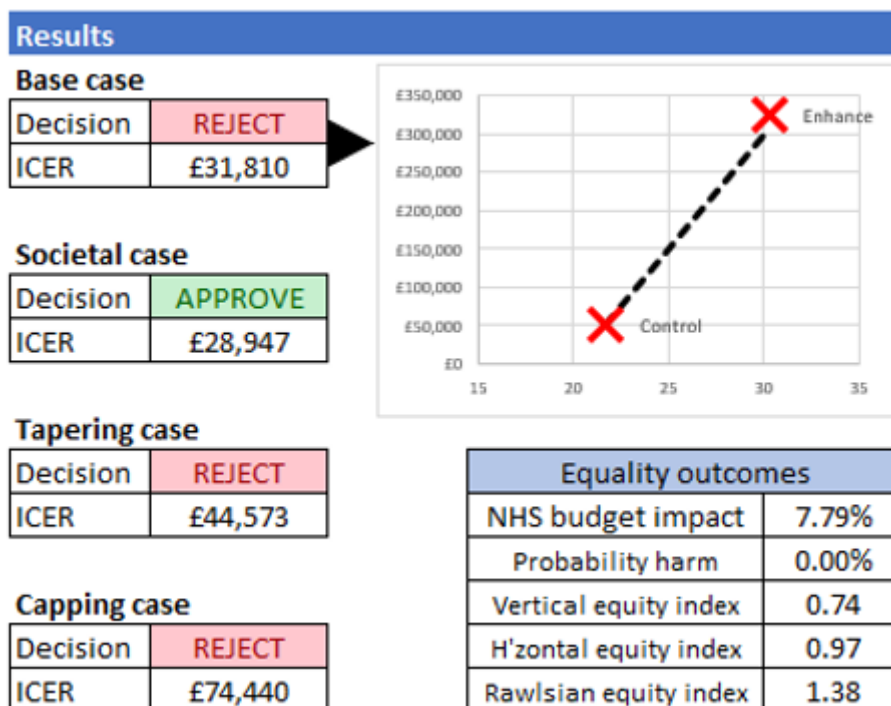 Results
Base case
Decision REJECT
ICER £31,810
Societal case
Decision APPROVE
ICER £28,947
Tapering case
Decision REJECT
ICER £44,573
Capping case
Decision REJECT
ICER £74,440
£350,000
£300,000
£250,000
£200,000
£150,000
£100,000
£50,000
£0
15 20 25 30 35
Enhance
Control
Equality outcomes
NHS budget impact 7.79%
Probability harm 0.00%
Vertical equity index 0.74
H'zontal equity index 0.97
Rawlsian equity index 1.38